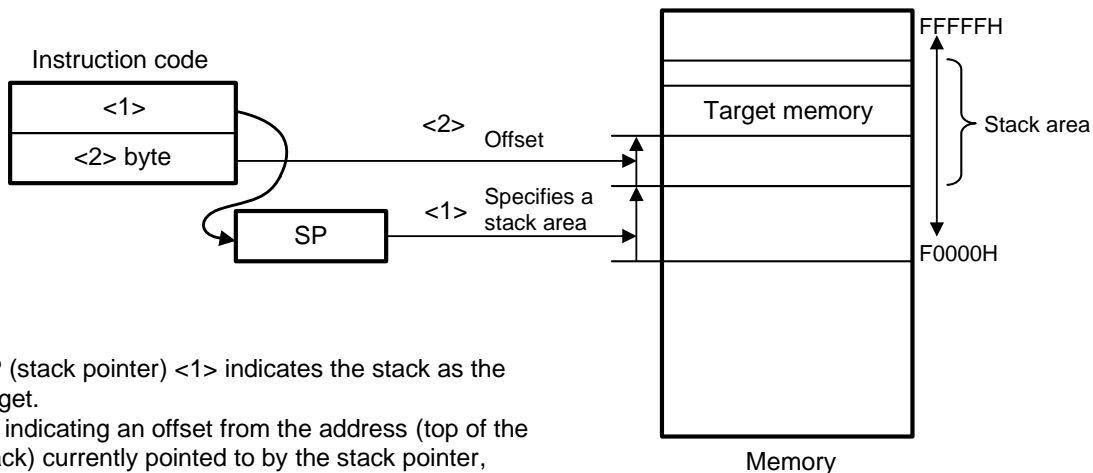 Instruction code
<1>
<2> byte
SP
<2>
Offset
<1>
Specifies a
stack area
Target memory
FFFFFH
Stack area
F0000H
Memory
(stack pointer) <1> indicates the stack as the
indicating an offset from the address (top of the
currently pointed to by the stack pointer,